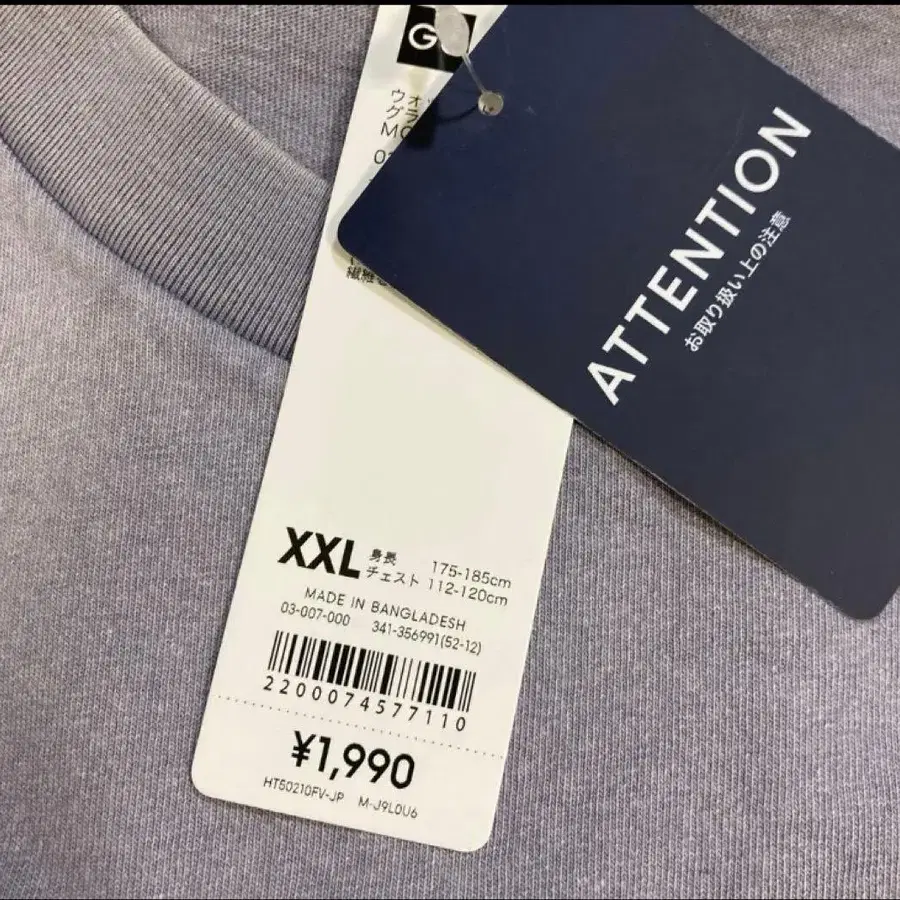 G
ウォ
グラ
MO
繊維
ATTENTION
お取り扱い上の注意
XXL 身長 175-185cm
チェスト 112-120cm
MADE IN BANGLADESH
03-007-000 341-356991(52-12)
2200074577110
¥1,990
HT50210FV-JP M-J9L0U6